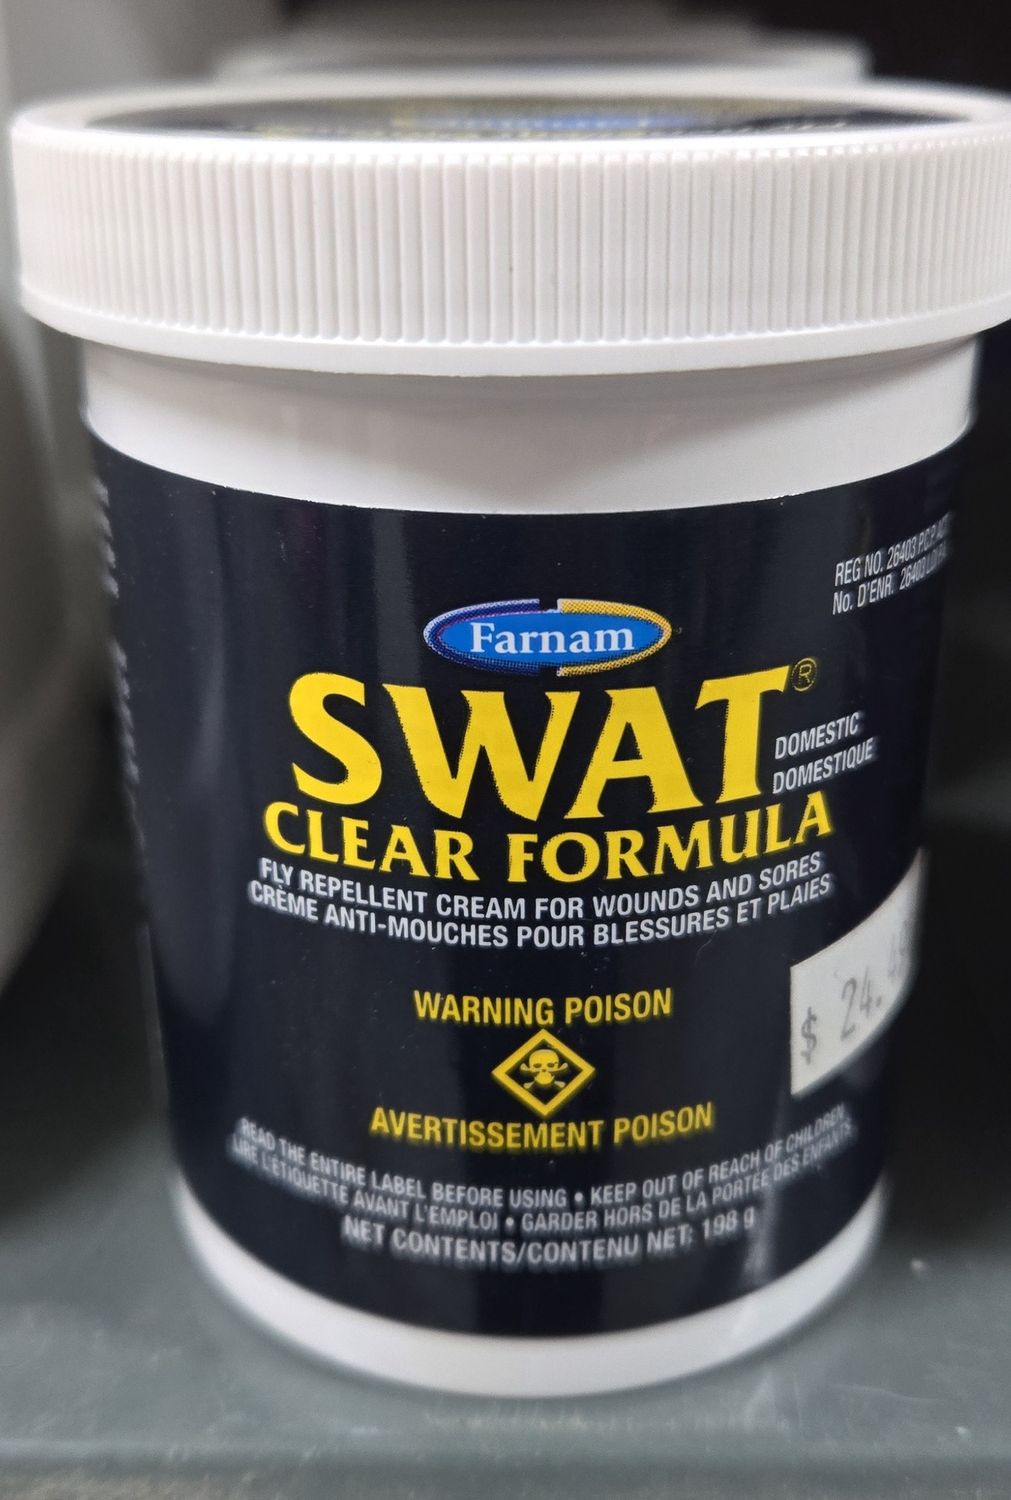 REG NO. 26403 P.C.P. ACT
No. D'ENR. 26403
Farnam
SWAT®
DOMESTIC
DOMESTIQUE
CLEAR FORMULA
FLY REPELLENT CREAM FOR WOUNDS AND SORES
CRÈME ANTI-MOUCHES POUR BLESSURES ET PLAIES
$ 24.
WARNING POISON
AVERTISSEMENT POISON
READ THE ENTIRE LABEL BEFORE USING • KEEP OUT OF REACH OF CHILDREN
LIRE L'ÉTIQUETTE AVANT L'EMPLOI • GARDER HORS DE LA PORTÉE DES ENFANTS
NET CONTENTS/CONTENU NET: 198 g